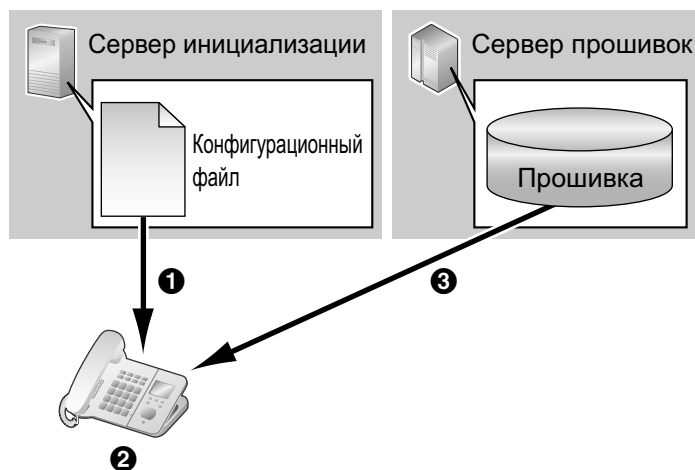 Сервер инициализации
Сервер прошивок
Конфигурационный
файл
Прошивка
❶
❸
❷